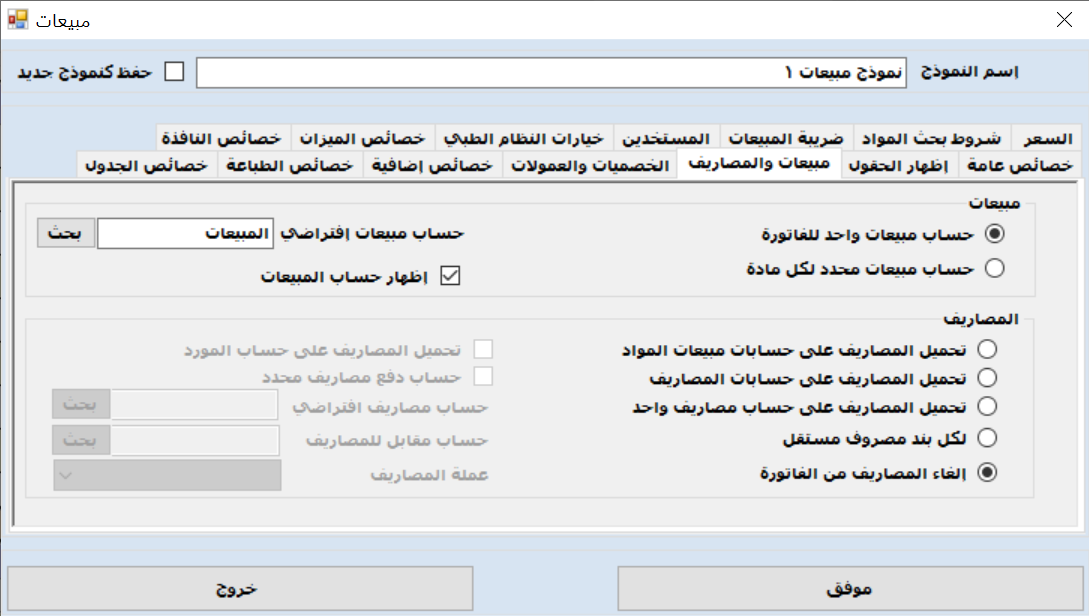 مبيعات
إسم النموذج نموذج مبيعات ١ حفظ كنموذج جديد
السعر شروط بحث المواد ضريبة المبيعات المستخدين خيارات النظام الطبي خصائص الميزان خصائص النافذة
خصائص عامة إظهار الحقول مبيعات والمصاريف الخصميات والعمولات خصائص إضافية خصائص الطباعة خصائص الجدول
مبيعات
حساب مبيعات واحد للفاتورة حساب مبيعات إفتراضي المبيعات بحث
حساب مبيعات محدد لكل مادة إظهار حساب المبيعات
المصاريف
تحميل المصاريف على حسابات مبيعات المواد تحميل المصاريف على حساب المورد
تحميل المصاريف على حسابات المصاريف حساب دفع مصاريف محدد
تحميل المصاريف على حساب مصاريف واحد حساب مصاريف افتراضي بحث
لكل بند مصروف مستقل حساب مقابل للمصاريف بحث
إلغاء المصاريف من الفاتورة عملة المصاريف
موفق خروج